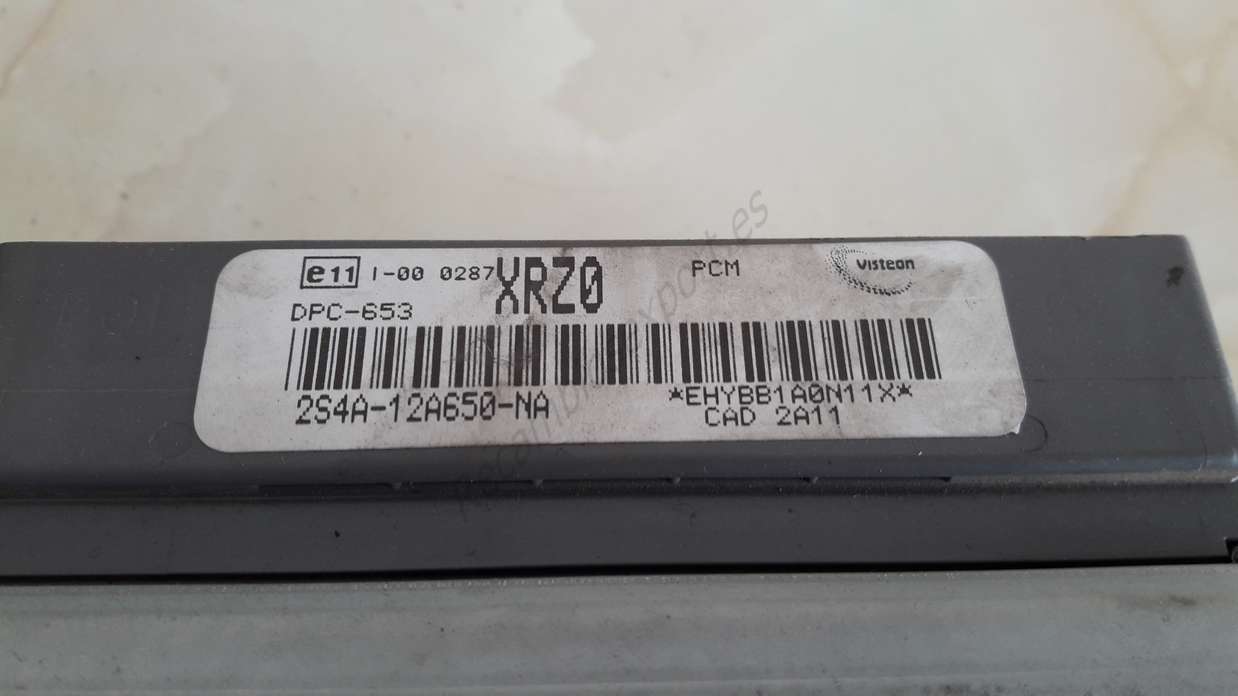 e11 I-00 0287 XRZ0 PCM visteon
DPC-653
2S4A-12A650-NA *EHYBB1A0N11X*
CAD 2A11